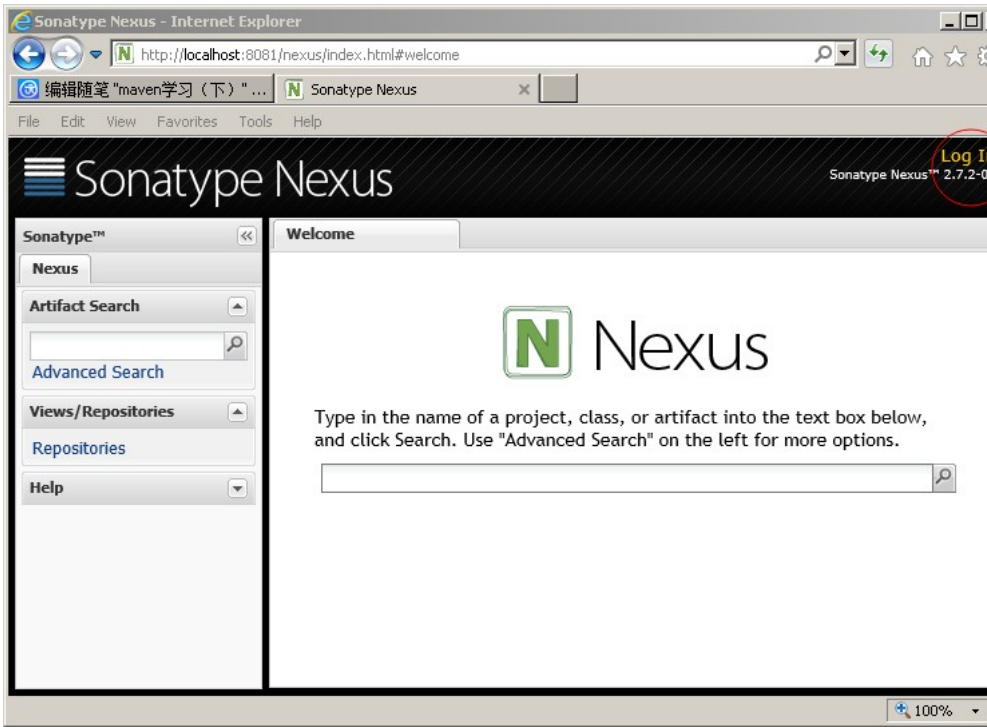 Sonatype Nexus - Internet Explorer
http://localhost:8081/nexus/index.html#welcome
编辑随笔 "maven学习（下）" ... Sonatype Nexus
File Edit View Favorites Tools Help
Sonatype Nexus
Log I
Sonatype Nexus™ 2.7.2-0
Sonatype™
Welcome
Nexus
Artifact Search
Advanced Search
Views/Repositories
Repositories
Help
N Nexus
Type in the name of a project, class, or artifact into the text box below,
and click Search. Use "Advanced Search" on the left for more options.
100%